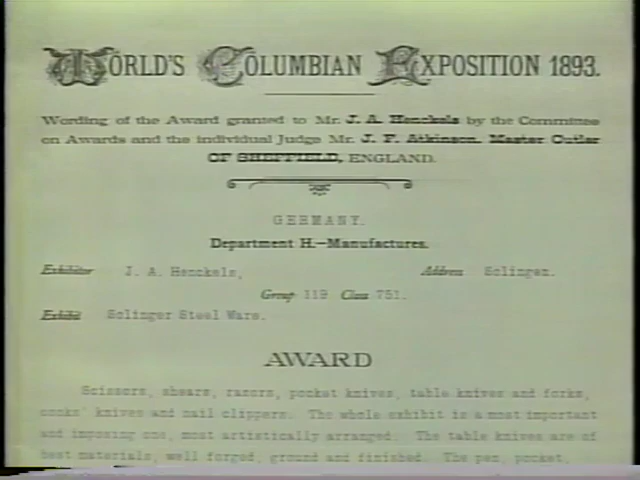 WORLD'S COLUMBIAN EXPOSITION 1893.
Wording of the Award granted to Mr. J. A. Henckels by the Committee
on Awards and the individual Judge Mr. J. F. Atkinson, Master Cutler
OF SHEFFIELD, ENGLAND.
GERMANY.
Department H.—Manufactures.
Exhibitor J. A. Henckels, Address Solingen.
Group 119 Class 751.
Exhibit Solinger Steel Ware.
AWARD
Scissors, shears, razors, pocket knives, table knives and forks,
cooks' knives and nail clippers. The whole exhibit is a most important
and imposing one, most artistically arranged. The table knives are of
best materials, well forged, ground and finished. The pen, pocket,